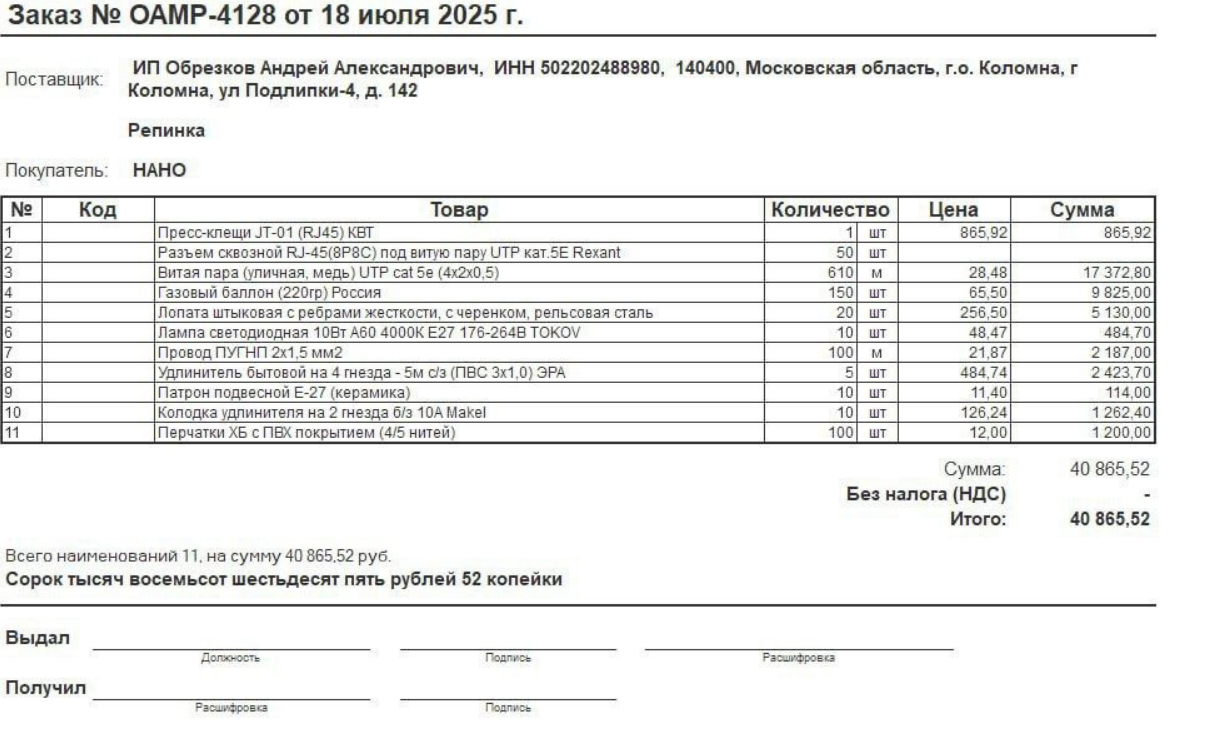 Заказ № ОАМР-4128 от 18 июля 2025 г.
Поставщик: ИП Обрезков Андрей Александрович, ИНН 502202488980, 140400, Московская область, г.о. Коломна, г
Коломна, ул Подлипки-4, д. 142
Репинка
Покупатель: НАНО
№ Код Товар Количество Цена Сумма
1 Пресс-клещи JT-01 (RJ45) КВТ 1 шт 865,92 865,92
2 Разъем сквозной RJ-45(8P8C) под витую пару UTP кат.5E Rexant 50 шт
3 Витая пара (уличная, медь) UTP cat 5e (4x2x0,5) 610 м 28,48 17 372,80
4 Газовый баллон (220гр) Россия 150 шт 65,50 9 825,00
5 Лопата штыковая с ребрами жесткости, с черенком, рельсовая сталь 20 шт 256,50 5 130,00
6 Лампа светодиодная 10Вт А60 4000К Е27 176-264В TOKOV 10 шт 48,47 484,70
7 Провод ПУГНП 2х1,5 мм2 100 м 21,87 2 187,00
8 Удлинитель бытовой на 4 гнезда - 5м с/з (ПВС 3х1,0) ЭРА 5 шт 484,74 2 423,70
9 Патрон подвесной Е-27 (керамика) 10 шт 11,40 114,00
10 Колодка удлинителя на 2 гнезда б/з 10А Makel 10 шт 126,24 1 262,40
11 Перчатки ХБ с ПВХ покрытием (4/5 нитей) 100 шт 12,00 1 200,00
Сумма: 40 865,52
Без налога (НДС) -
Итого: 40 865,52
Всего наименований 11, на сумму 40 865,52 руб.
Сорок тысяч восемьсот шестьдесят пять рублей 52 копейки
Выдал
Должность Подпись Расшифровка
Получил
Расшифровка Подпись